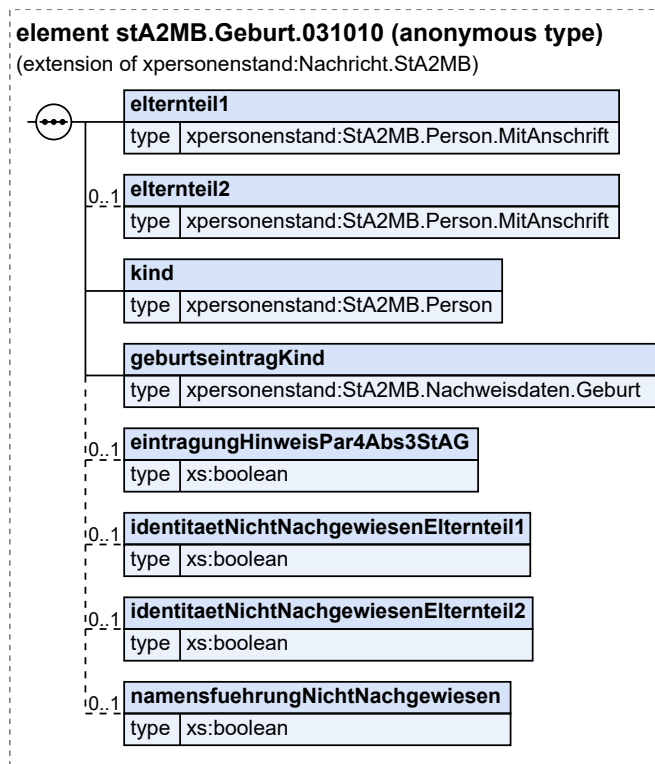 element stA2MB.Geburt.031010 (anonymous type)
(extension of xpersonenstand:Nachricht.StA2MB)
elternteil1
type xpersonenstand:StA2MB.Person.MitAnschrift
0..1 elternteil2
type xpersonenstand:StA2MB.Person.MitAnschrift
kind
type xpersonenstand:StA2MB.Person
geburtseintragKind
type xpersonenstand:StA2MB.Nachweisdaten.Geburt
0..1 eintragungHinweisPar4Abs3StAG
type xs:boolean
0..1 identitaetNichtNachgewiesenElternteil1
type xs:boolean
0..1 identitaetNichtNachgewiesenElternteil2
type xs:boolean
0..1 namensfuehrungNichtNachgewiesen
type xs:boolean